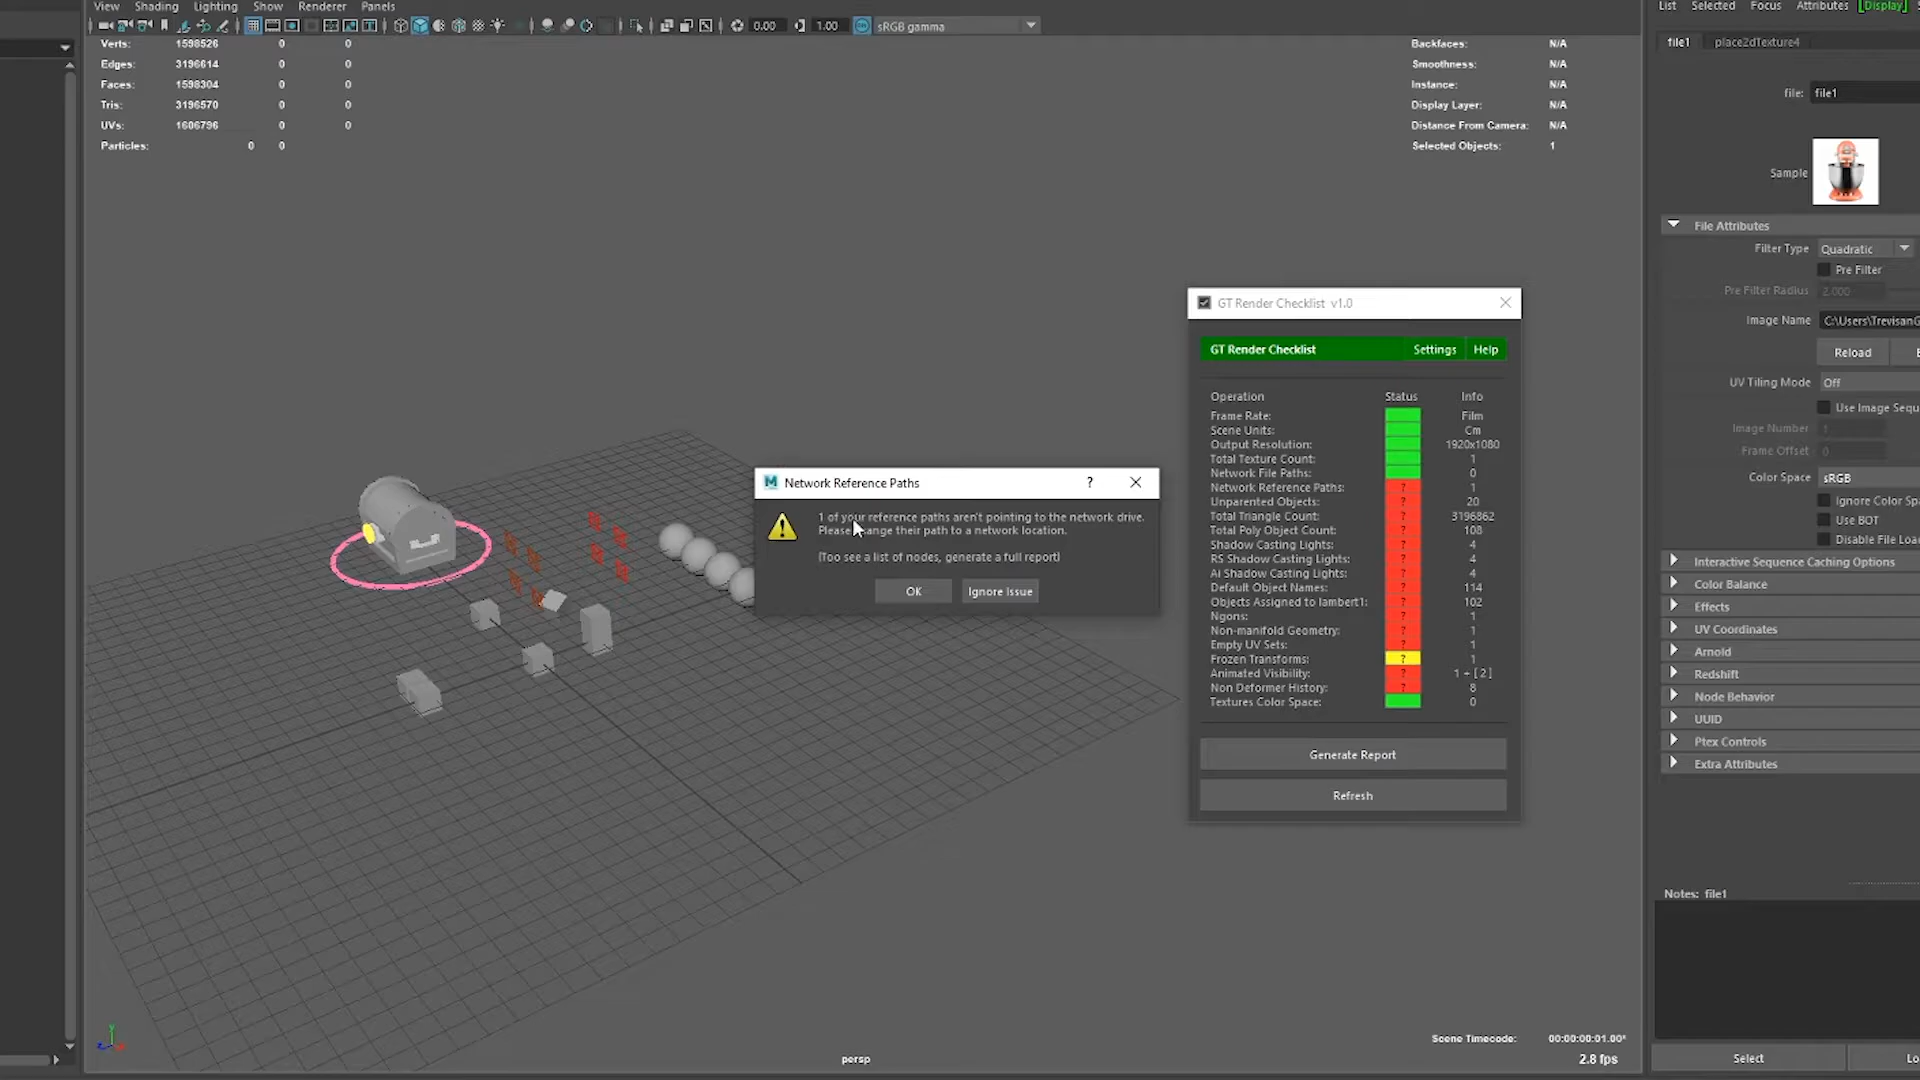 View Shading Lighting Show Renderer Panels
List Selected Focus Attributes [Display]
0.00 1.00 sRGB gamma
Verts: 1598526 0 0
Edges: 3196614 0 0
Faces: 1598304 0 0
Tris: 3196570 0 0
UVs: 1606796 0 0
Particles: 0 0
Backfaces: N/A
Smoothness: N/A
Instance: N/A
Display Layer: N/A
Distance From Camera: N/A
Selected Objects: 1
file1 place2dTexture4
file: file1
Sample
File Attributes
Filter Type Quadratic
Pre Filter
Pre Filter Radius 2.000
Image Name C:\Users\TrevisanG
Reload
UV Tiling Mode Off
Use Image Sequ
Image Number 1
Frame Offset 0
Color Space sRGB
Ignore Color Spa
Use BOT
Disable File Loa
Interactive Sequence Caching Options
Color Balance
Effects
UV Coordinates
Arnold
Redshift
Node Behavior
UUID
Ptex Controls
Extra Attributes
Notes: file1
Select Lo
GT Render Checklist v1.0
GT Render Checklist Settings Help
Operation Status Info
Frame Rate: Film
Scene Units: Cm
Output Resolution: 1920x1080
Total Texture Count: 1
Network File Paths: 0
Network Reference Paths: ? 1
Unparented Objects: ? 20
Total Triangle Count: ? 3196862
Total Poly Object Count: ? 108
Shadow Casting Lights: ? 4
RS Shadow Casting Lights: ? 4
Ai Shadow Casting Lights: ? 4
Default Object Names: ? 114
Objects Assigned to lambert1: ? 102
Ngons: ? 1
Non-manifold Geometry: ? 1
Empty UV Sets: ? 1
Frozen Transforms: ? 1
Animated Visibility: ? 1 + [ 2 ]
Non Deformer History: ? 8
Textures Color Space: 0
Generate Report
Refresh
M Network Reference Paths ?
1 of your reference paths aren't pointing to the network drive.
Please change their path to a network location.
(Too see a list of nodes, generate a full report)
OK Ignore Issue
persp
Scene Timecode: 00:00:00:01.00*
2.8 fps